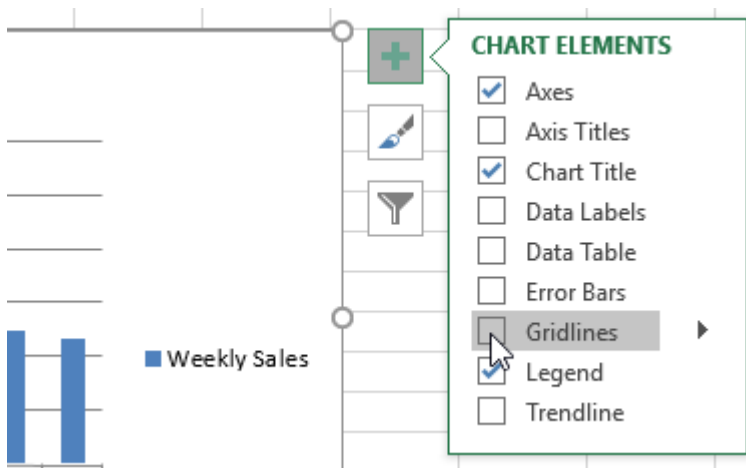 CHART ELEMENTS
Axes
Axis Titles
Chart Title
Data Labels
Data Table
Error Bars
Gridlines
Legend
Trendline
Weekly Sales